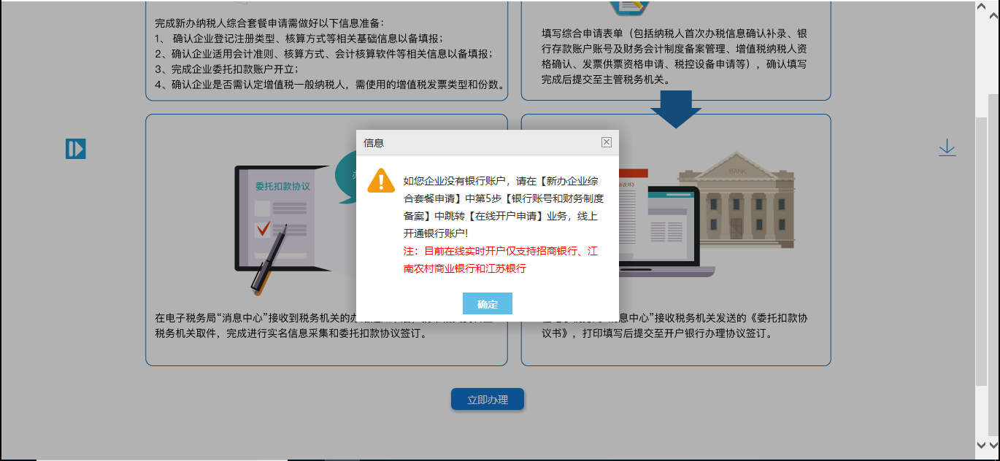 完成新办纳税人综合套餐申请需做好以下信息准备：
1、 确认企业登记注册类型、核算方式等相关基础信息以备填报；
2、确认企业适用会计准则、核算方式、会计核算软件等相关信息以备填报；
3、完成企业委托扣款账户开立；
4、确认企业是否需认定增值税一般纳税人，需使用的增值税发票类型和份数。
填写综合申请表单（包括纳税人首次办税信息确认补录、银
行存款账户账号及财务会计制度备案管理、增值税纳税人资
格确认、发票供票资格申请、税控设备申请等），确认填写
完成后提交至主管税务机关。
委托扣款协议
信息
如您企业没有银行账户，请在【新办企业综
合套餐申请】中第5步【银行账号和财务制度
备案】中跳转【在线开户申请】业务，线上
开通银行账户！
注：目前在线实时开户仅支持招商银行、江
南农村商业银行和江苏银行
确定
议书》
BANK
在电子税务局“消息中心”接收到税务机关的办
税务机关取件，完成进行实名信息采集和委托扣款协议签订。
息中心”接收税务机关发送的《委托扣款协
议书》，打印填写后提交至开户银行办理协议签订。
立即办理